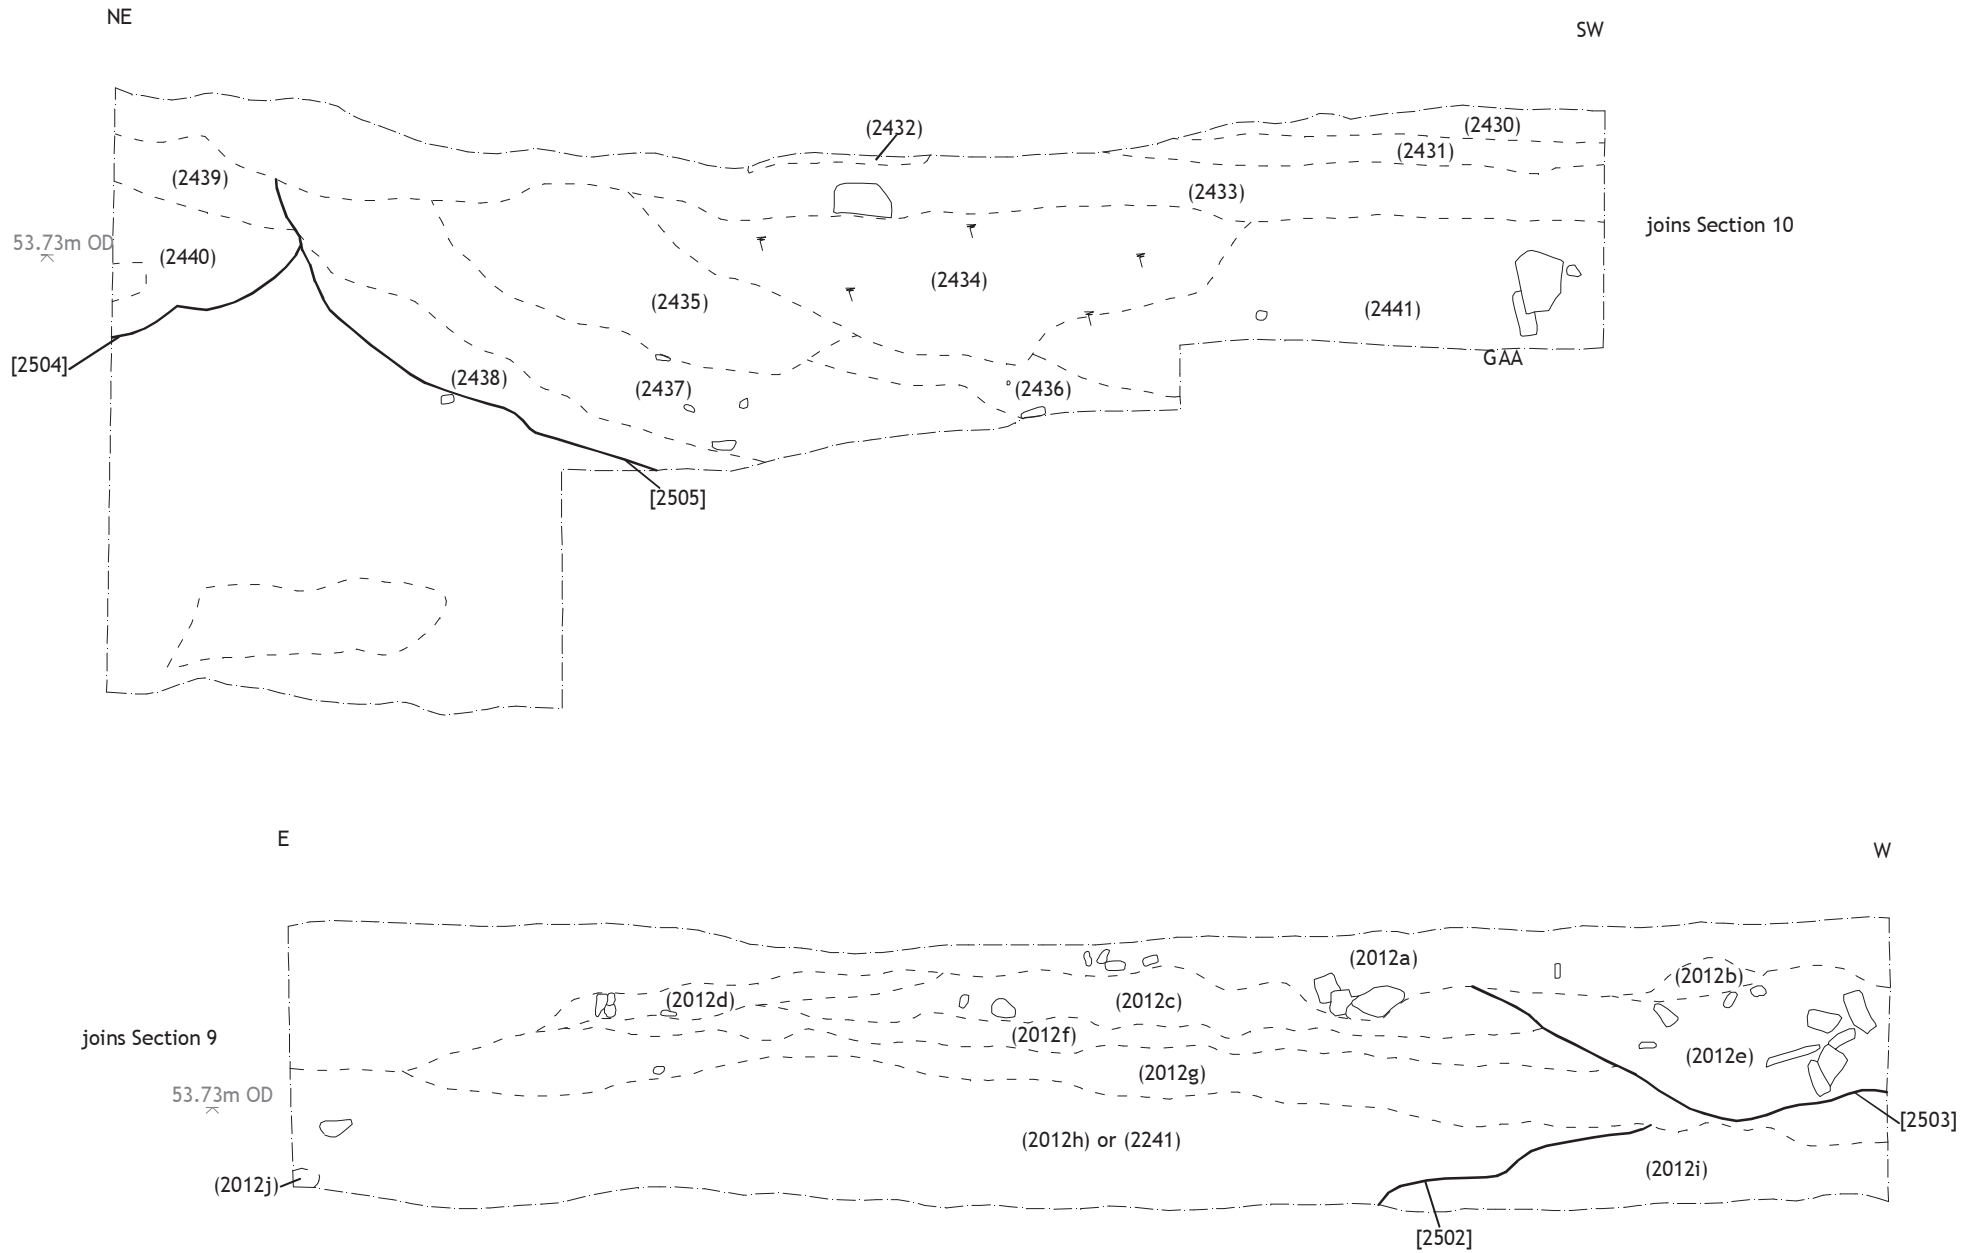 NE
SW
(2432)
(2430)
(2431)
(2439)
(2433)
joins Section 10
53.73m OD
(2440)
(2434)
(2435)
(2441)
GAA
[2504]
(2438)
(2437)
(2436)
[2505]
E
W
(2012a)
(2012b)
(2012d)
(2012c)
joins Section 9
(2012f)
(2012e)
(2012g)
53.73m OD
[2503]
(2012h) or (2241)
(2012i)
(2012j)
[2502]